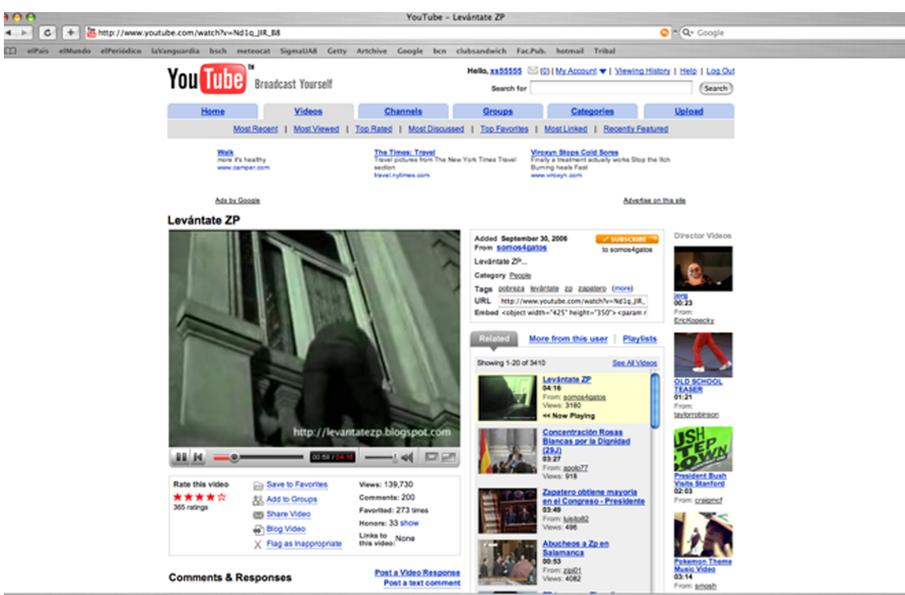 YouTube - Levántate ZP
http://www.youtube.com/watch?v=Nd1q_JIR_B8
Google
elPais elMundo elPeriódico laVanguardia bsch meteocat SigmaUAB Getty Artchive Google bcn clubsandwich Fac.Pub. hotmail Tribal
YouTube TM
Broadcast Yourself
Hello, xs55555 (0) | My Account | Viewing History | Help | Log Out
Search for Search
Home Videos Channels Groups Categories Upload
Most Recent | Most Viewed | Top Rated | Most Discussed | Top Favorites | Most Linked | Recently Featured
Walk
more it's healthy
www.camper.com
The Times: Travel
Travel pictures from The New York Times Travel
section
travel.nytimes.com
Viroxyn Stops Cold Sores
Finally a treatment actually works Stop the Itch
Burning heels Fast
www.viroxyn.com
Ads by Google
Advertise on this site
Levántate ZP
http://levantatezp.blogspot.com
00:59 / 04:16
Rate this video
365 ratings
Save to Favorites
Add to Groups
Share Video
Blog Video
Flag as Inappropriate
Views: 139,730
Comments: 200
Favorited: 273 times
Honors: 33 show
Links to
this video: None
Comments & Responses
Post a Video Response
Post a text comment
Added September 30, 2006
From somos4gatos
SUBSCRIBE
to somos4gatos
Levántate ZP...
Category People
Tags pobreza levántate zp zapatero (more)
URL http://www.youtube.com/watch?v=Nd1q_JIR_
Embed <object width="425" height="350"><param r
Related More from this user | Playlists
Showing 1-20 of 3410 See All Videos
Levántate ZP
04:16
From: somos4gatos
Views: 3180
<< Now Playing
Concentración Rosas
Blancas por la Dignidad
(29J)
03:27
From: apolo77
Views: 918
Zapatero obtiene mayoría
en el Congreso - Presidente
03:49
From: luisito82
Views: 496
Abucheos a Zp en
Salamanca
00:53
From: zipi01
Views: 4082
Director Videos
jerg
00:23
From:
EricKopecky
OLD SCHOOL
TEASER
01:21
From:
taylorrobinson
USH
STEP
DOWN
President Bush
Visits Stanford
02:03
From: craigmcf
Pokemon Theme
Music Video
03:14
From: smosh